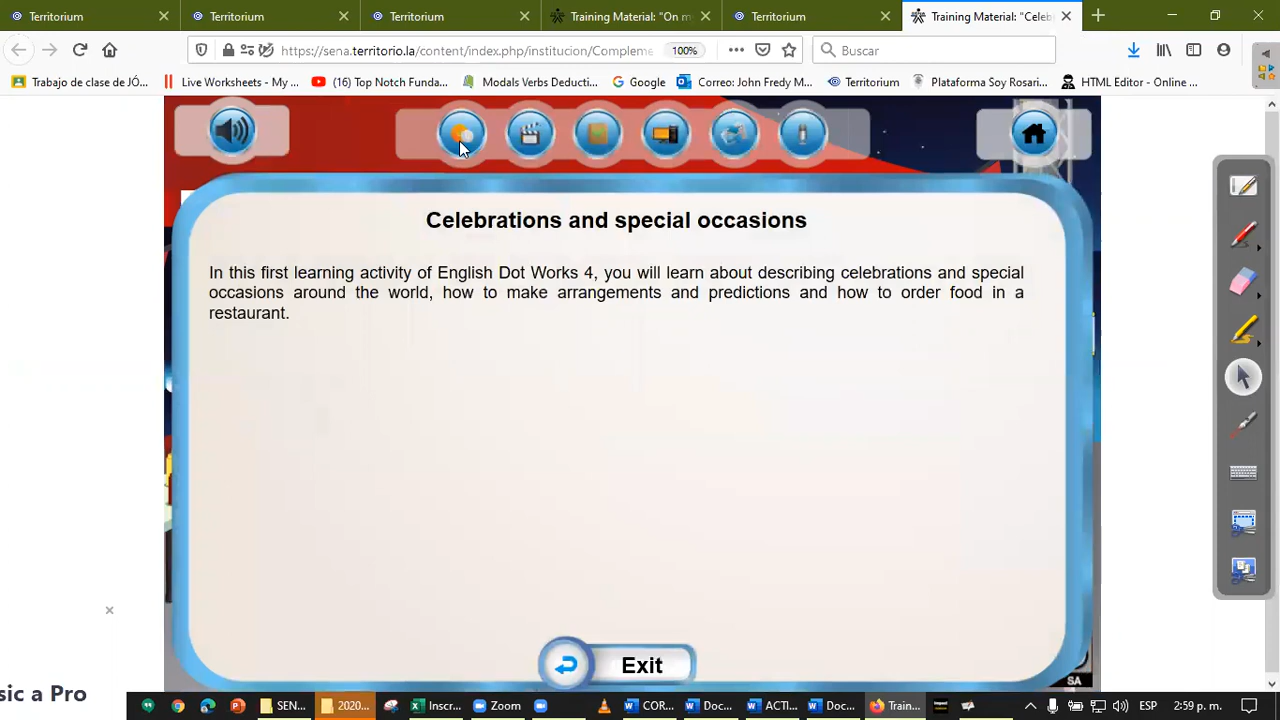 Territorium
Territorium
Territorium
Training Material: "On m
Territorium
Training Material: "Celeb
https://sena.territorio.la/content/index.php/institucion/Compleme
100%
Buscar
Trabajo de clase de JÓ...
Live Worksheets - My ...
(16) Top Notch Funda...
Modals Verbs Deducti...
Google
Correo: John Fredy M...
Territorium
Plataforma Soy Rosari...
HTML Editor - Online ...
Celebrations and special occasions
In this first learning activity of English Dot Works 4, you will learn about describing celebrations and special
occasions around the world, how to make arrangements and predictions and how to order food in a
restaurant.
Exit
SA
sic a Pro
SEN...
2020...
Inscr...
Zoom
COR...
Doc...
ACTI...
Doc...
Train...
ESP
2:59 p. m.